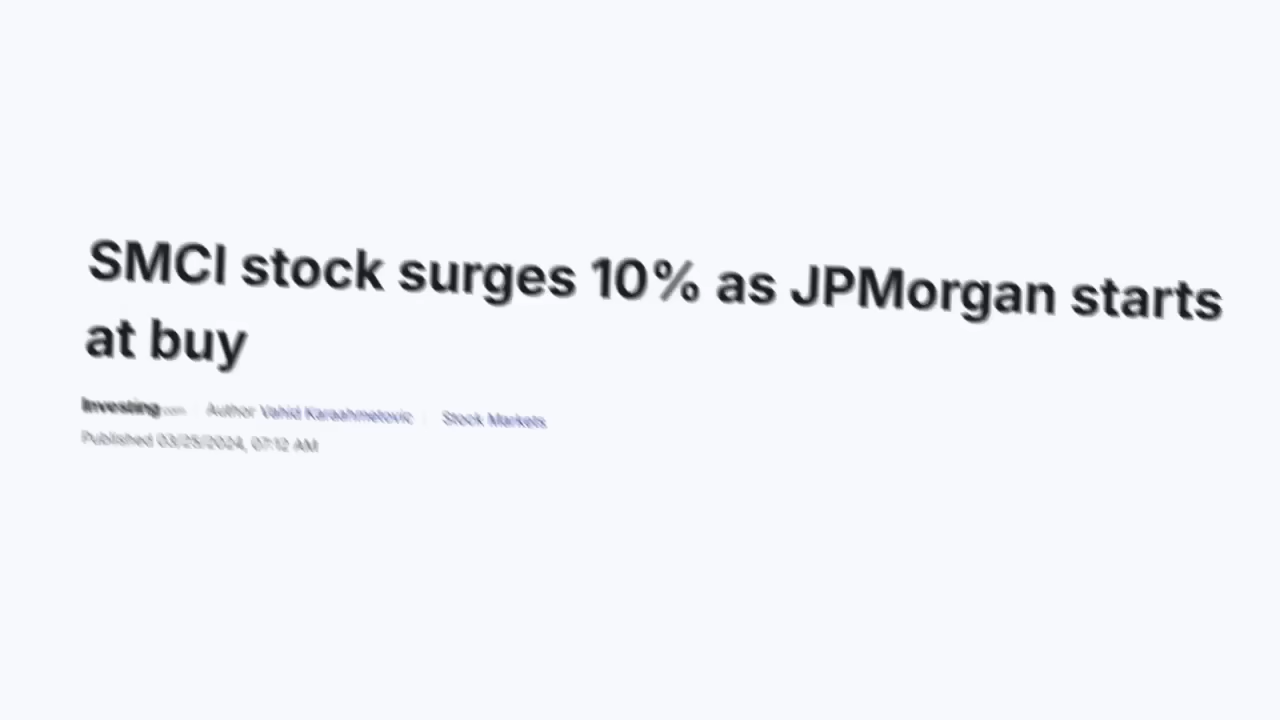 SMCI stock surges 10% as JPMorgan starts
at buy
Investing.com Author Vahid Karaahmetovic Stock Markets
Published 03/25/2024, 07:12 AM